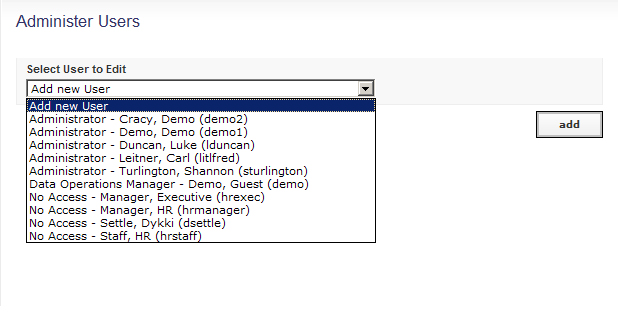 Administer Users
Select User to Edit
Add new User
Add new User
Administrator - Cracy, Demo (demo2)
Administrator - Demo, Demo (demo1)
Administrator - Duncan, Luke (lduncan)
Administrator - Leitner, Carl (litlfred)
Administrator - Turlington, Shannon (sturlington)
Data Operations Manager - Demo, Guest (demo)
No Access - Manager, Executive (hrexec)
No Access - Manager, HR (hrmanager)
No Access - Settle, Dykki (dsettle)
No Access - Staff, HR (hrstaff)
add